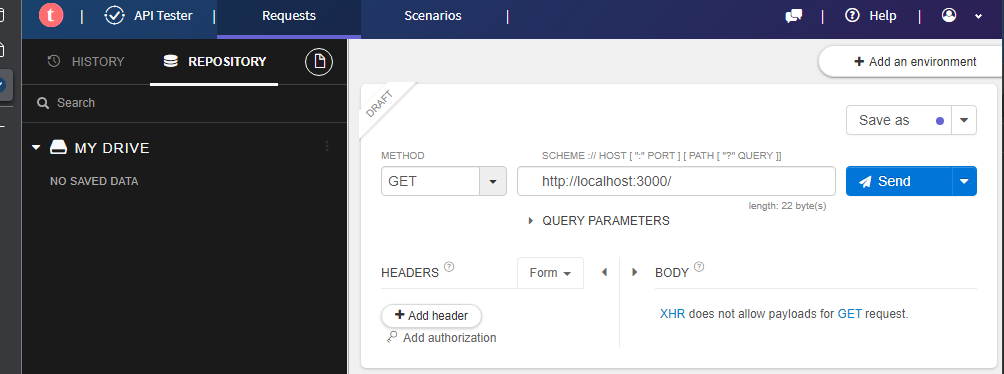 t | API Tester | Requests Scenarios | | Help |
HISTORY REPOSITORY
Add an environment
Search
DRAFT
Save as
MY DRIVE
METHOD SCHEME :// HOST [ ":" PORT ] [ PATH [ "?" QUERY ]]
NO SAVED DATA
GET http://localhost:3000/ Send
length: 22 byte(s)
QUERY PARAMETERS
HEADERS ? Form BODY ?
Add header XHR does not allow payloads for GET request.
Add authorization